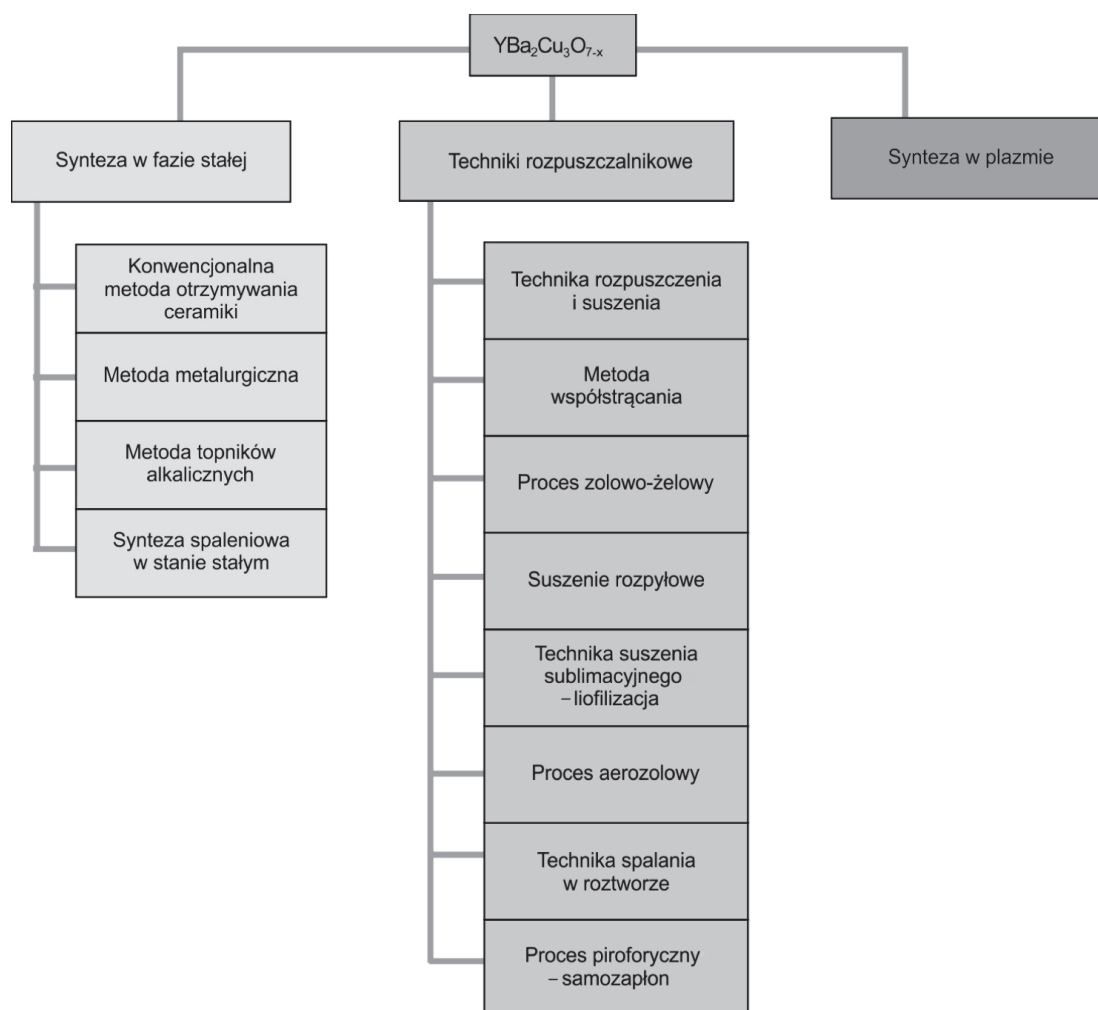 YBa₂Cu₃O₇₋ₓ
Synteza w fazie stałej
Techniki rozpuszczalnikowe
Synteza w plazmie
Konwencjonalna
metoda otrzymywania
ceramiki
Metoda metalurgiczna
Metoda topników
alkalicznych
Synteza spaleniowa
w stanie stałym
Technika rozpuszczenia
i suszenia
Metoda
współstrącania
Proces zolowo-żelowy
Suszenie rozpyłowe
Technika suszenia
sublimacyjnego
– liofilizacja
Proces aerozolowy
Technika spalania
w roztworze
Proces piroforyczny
– samozapłon